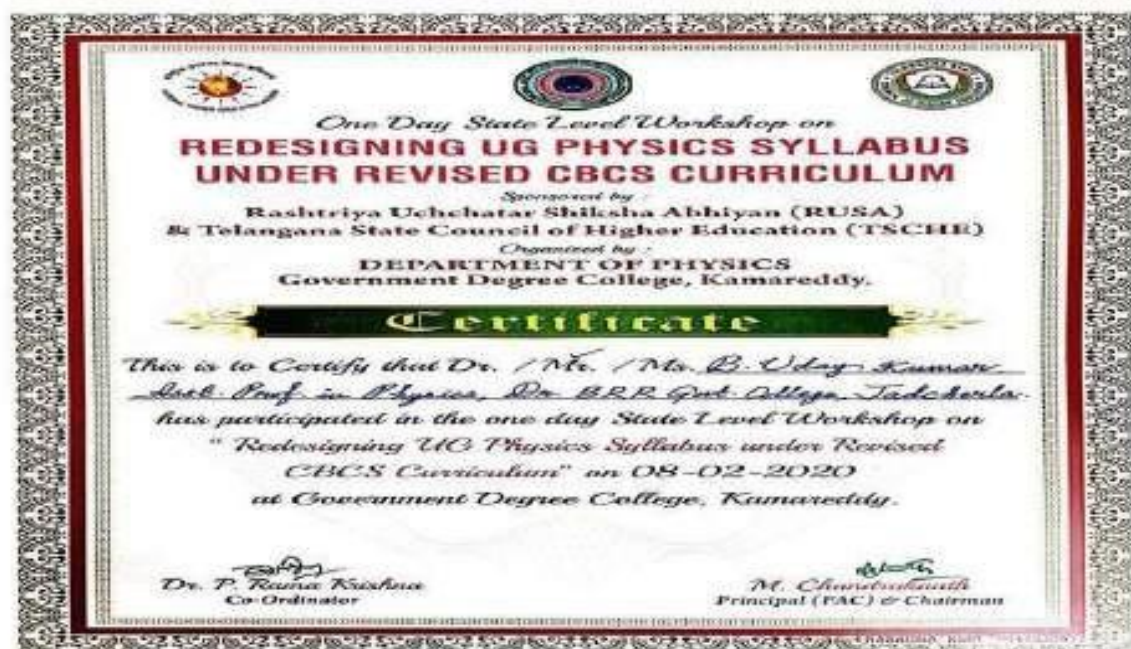 One Day State Level Workshop on
REDESIGNING UG PHYSICS SYLLABUS
UNDER REVISED CBCS CURRICULUM
Sponsored by :
Rashtriya Uchchatar Shiksha Abhiyan (RUSA)
& Telangana State Council of Higher Education (TSCHE)
Organized by :
DEPARTMENT OF PHYSICS
Government Degree College, Kamareddy.
Certificate
This is to Certify that Dr. / Mr. / Ms. B. Uday Kumar
Asst. Prof. in Physics, Dr. BRR Govt. College, Jadcherla.
has participated in the one day State Level Workshop on
" Redesigning UG Physics Syllabus under Revised
CBCS Curriculum" on 08-02-2020
at Government Degree College, Kamareddy.
Dr. P. Rama Krishna
Co-Ordinator
M. Chandrakanth
Principal (FAC) & Chairman